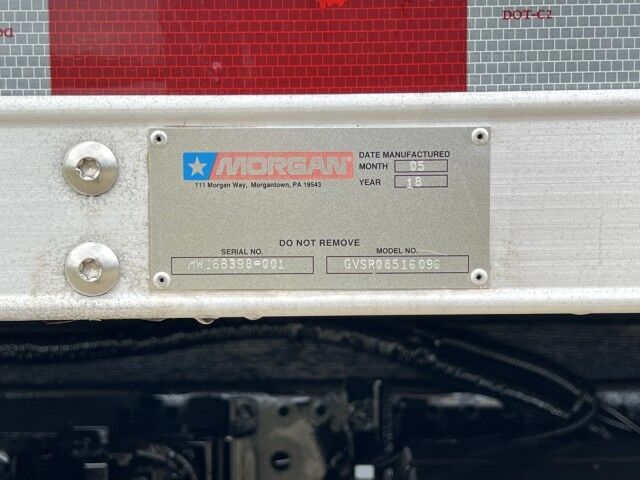 DOT-C2
MORGAN
111 Morgan Way, Morgantown, PA 19543
DATE MANUFACTURED
MONTH 05
YEAR 18
DO NOT REMOVE
SERIAL NO.
MODEL NO.
GVSR08516096